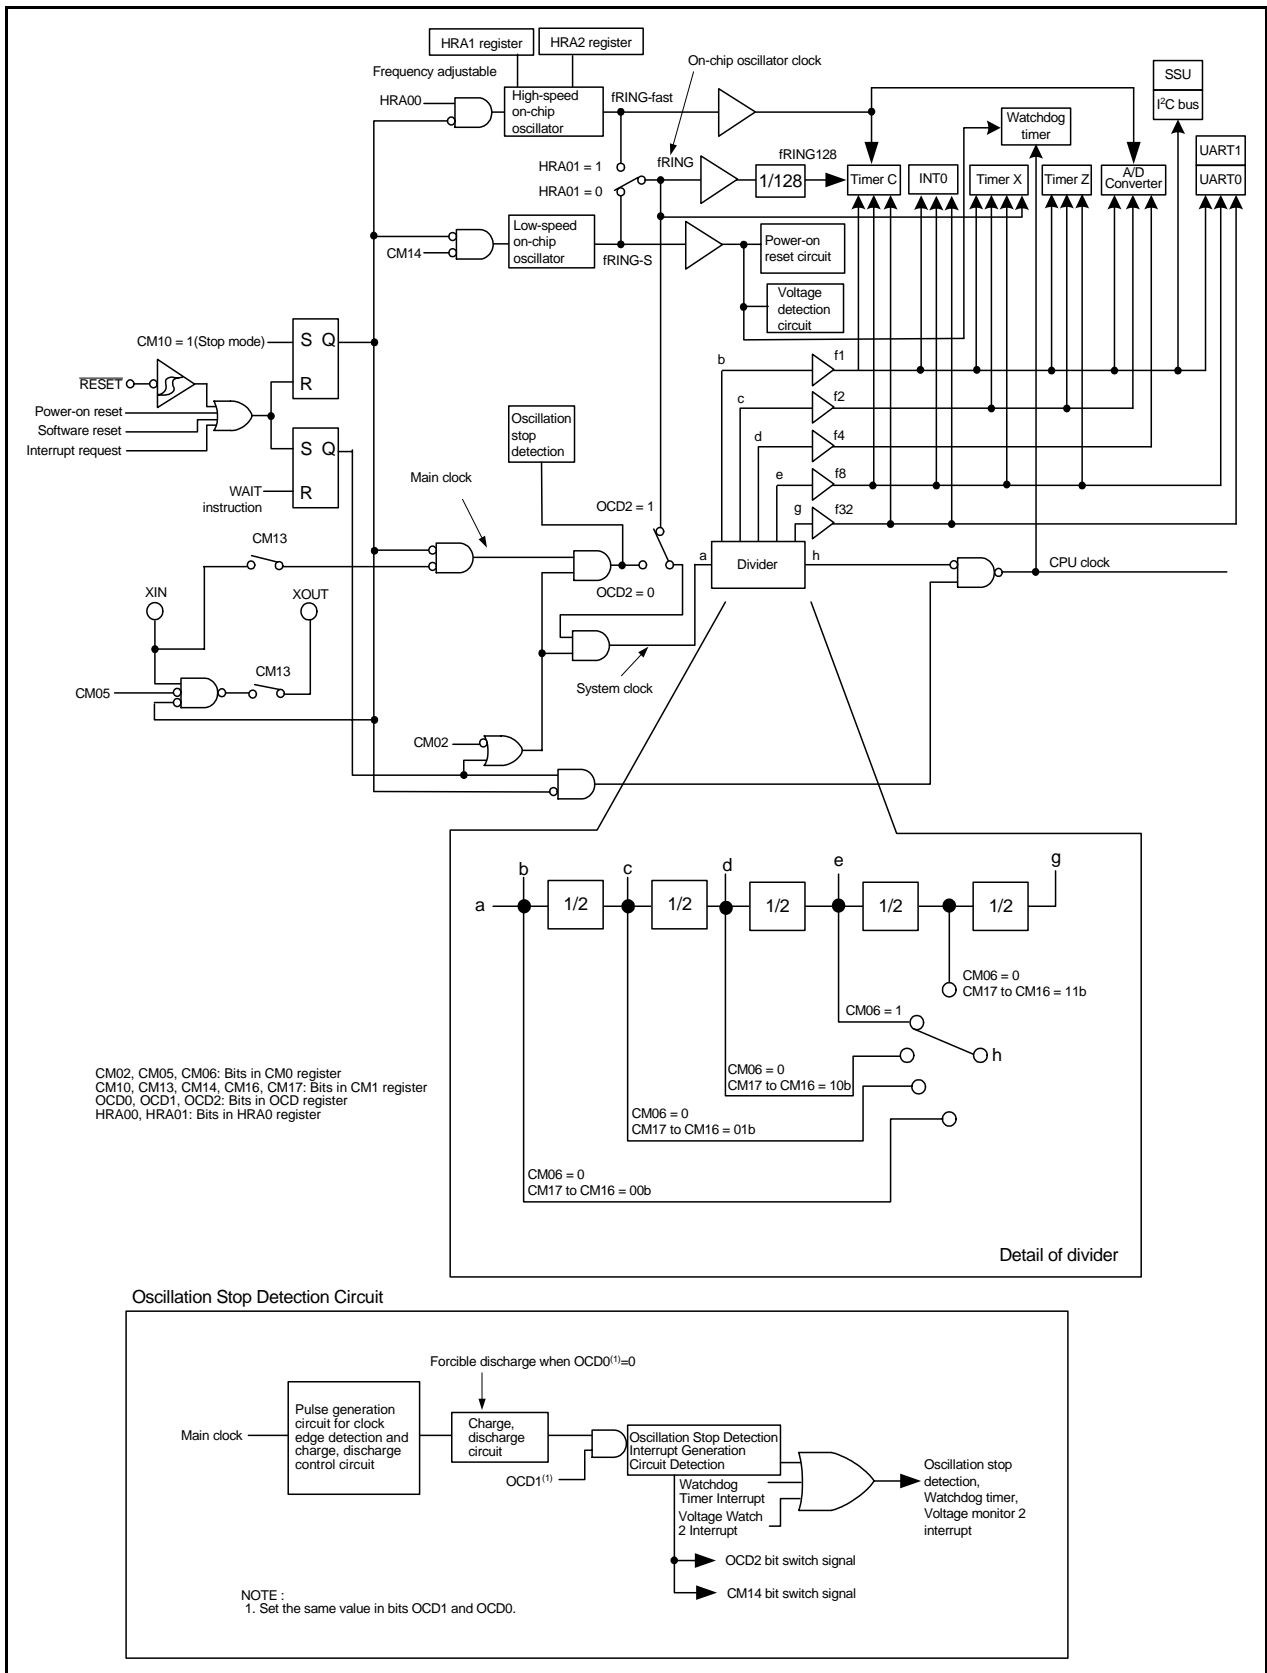 HRA1 register
HRA2 register
On-chip oscillator clock
Frequency adjustable
HRA00
High-speed
on-chip
oscillator
fRING-fast
SSU
I2C bus
Watchdog
timer
UART1
UART0
HRA01 = 1
HRA01 = 0
fRING
fRING128
1/128
Timer C
INT0
Timer X
Timer Z
A/D
Converter
CM14
Low-speed
on-chip
oscillator
fRING-S
Power-on
reset circuit
Voltage
detection
circuit
CM10 = 1(Stop mode)
S Q
R
RESET
Power-on reset
Software reset
Interrupt request
S Q
R
WAIT
instruction
b
f1
c
f2
d
f4
e
f8
g
f32
Oscillation
stop
detection
Main clock
OCD2 = 1
OCD2 = 0
a
Divider
h
CPU clock
CM13
XIN
XOUT
CM13
CM05
System clock
CM02
b
c
d
e
g
a
1/2
1/2
1/2
1/2
1/2
CM06 = 0
CM17 to CM16 = 11b
CM06 = 1
h
CM06 = 0
CM17 to CM16 = 10b
CM06 = 0
CM17 to CM16 = 01b
CM06 = 0
CM17 to CM16 = 00b
Detail of divider
CM02, CM05, CM06: Bits in CM0 register
CM10, CM13, CM14, CM16, CM17: Bits in CM1 register
OCD0, OCD1, OCD2: Bits in OCD register
HRA00, HRA01: Bits in HRA0 register
Oscillation Stop Detection Circuit
Forcible discharge when OCD0(1)=0
Main clock
Pulse generation
circuit for clock
edge detection and
charge, discharge
control circuit
Charge,
discharge
circuit
OCD1(1)
Oscillation Stop Detection
Interrupt Generation
Circuit Detection
Watchdog
Timer Interrupt
Voltage Watch
2 Interrupt
Oscillation stop
detection,
Watchdog timer,
Voltage monitor 2
interrupt
OCD2 bit switch signal
CM14 bit switch signal
NOTE :
1. Set the same value in bits OCD1 and OCD0.